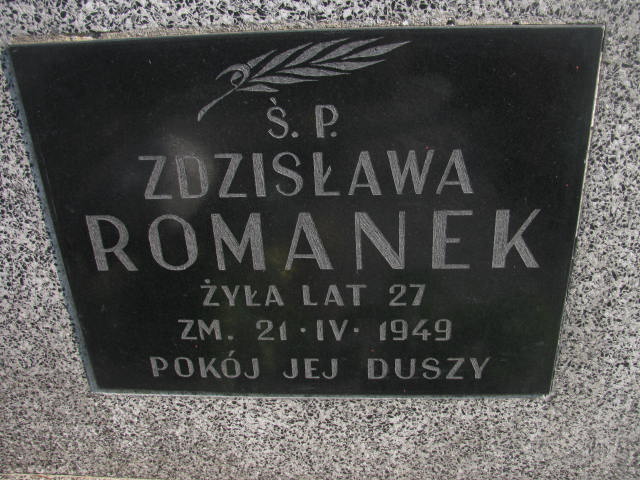 Ś. P.
ZDZISŁAWA
ROMANEK
ŻYŁA LAT 27
ZM. 21·IV·1949
POKÓJ JEJ DUSZY